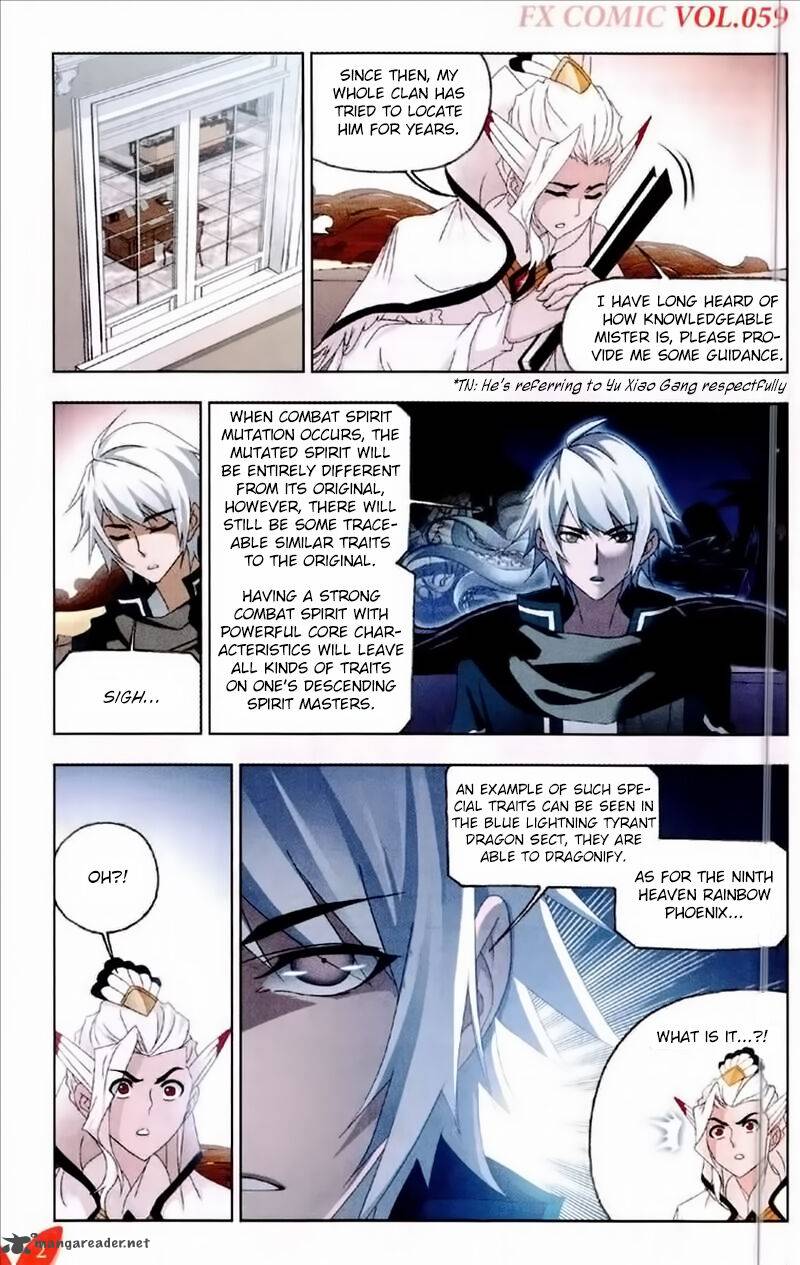 FX COMIC VOL.059
SINCE THEN, MY
WHOLE CLAN HAS
TRIED TO LOCATE
HIM FOR YEARS.
I HAVE LONG HEARD OF
HOW KNOWLEDGEABLE
MISTER IS, PLEASE PRO-
VIDE ME SOME GUIDANCE.
*TN: He's referring to Yu Xiao Gang respectfully
SIGH...
WHEN COMBAT SPIRIT
MUTATION OCCURS, THE
MUTATED SPIRIT WILL
BE ENTIRELY DIFFERENT
FROM ITS ORIGINAL,
HOWEVER, THERE WILL
STILL BE SOME TRACE-
ABLE SIMILAR TRAITS
TO THE ORIGINAL.
HAVING A STRONG
COMBAT SPIRIT WITH
POWERFUL CORE CHAR-
ACTERISTICS WILL LEAVE
ALL KINDS OF TRAITS
ON ONE'S DESCENDING
SPIRIT MASTERS.
OH?!
AN EXAMPLE OF SUCH SPE-
CIAL TRAITS CAN BE SEEN IN
THE BLUE LIGHTNING TYRANT
DRAGON SECT, THEY ARE
ABLE TO DRAGONIFY.
AS FOR THE NINTH
HEAVEN RAINBOW
PHOENIX...
WHAT IS IT...?!
2
mangareader.net